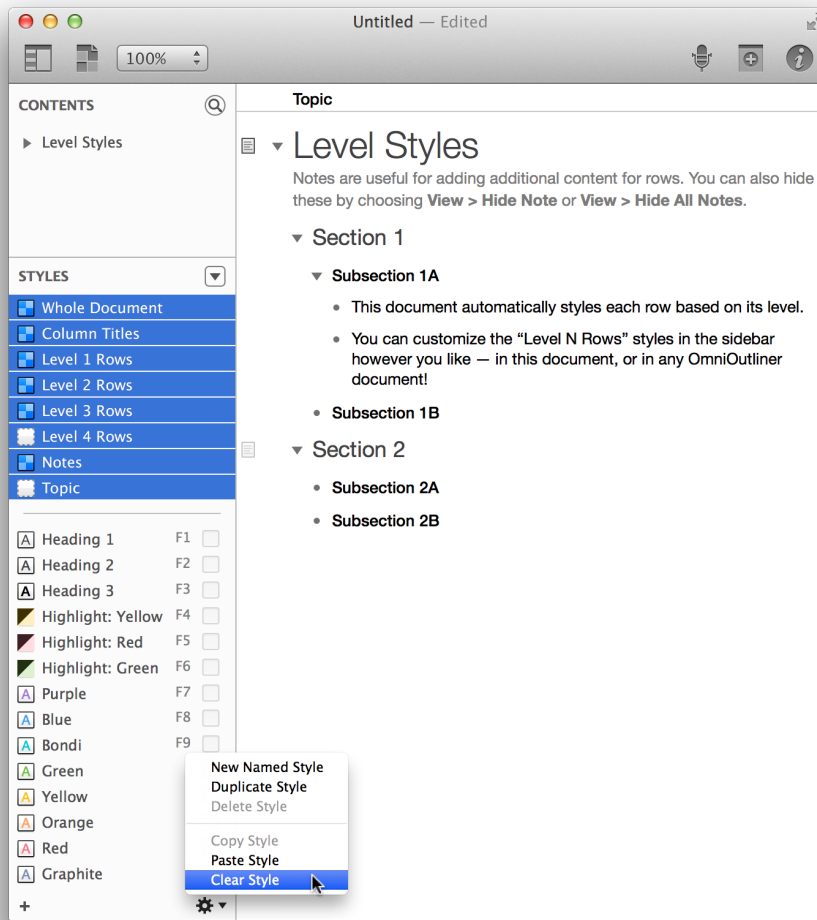 Untitled — Edited
100%
CONTENTS
Level Styles
STYLES
Whole Document
Column Titles
Level 1 Rows
Level 2 Rows
Level 3 Rows
Level 4 Rows
Notes
Topic
A Heading 1 F1
A Heading 2 F2
A Heading 3 F3
Highlight: Yellow F4
Highlight: Red F5
Highlight: Green F6
A Purple F7
A Blue F8
A Bondi F9
A Green
A Yellow
A Orange
A Red
A Graphite
New Named Style
Duplicate Style
Delete Style
Copy Style
Paste Style
Clear Style
Topic
Level Styles
Notes are useful for adding additional content for rows. You can also hide
these by choosing View > Hide Note or View > Hide All Notes.
Section 1
Subsection 1A
• This document automatically styles each row based on its level.
• You can customize the “Level N Rows” styles in the sidebar
however you like — in this document, or in any OmniOutliner
document!
• Subsection 1B
Section 2
• Subsection 2A
• Subsection 2B